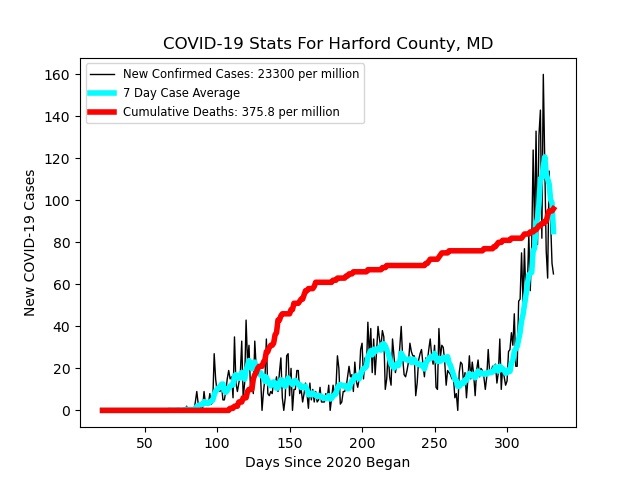 COVID-19 Stats For Harford County, MD
New Confirmed Cases: 23300 per million
7 Day Case Average
Cumulative Deaths: 375.8 per million
160
140
120
100
80
60
40
20
0
New COVID-19 Cases
50 100 150 200 250 300
Days Since 2020 Began